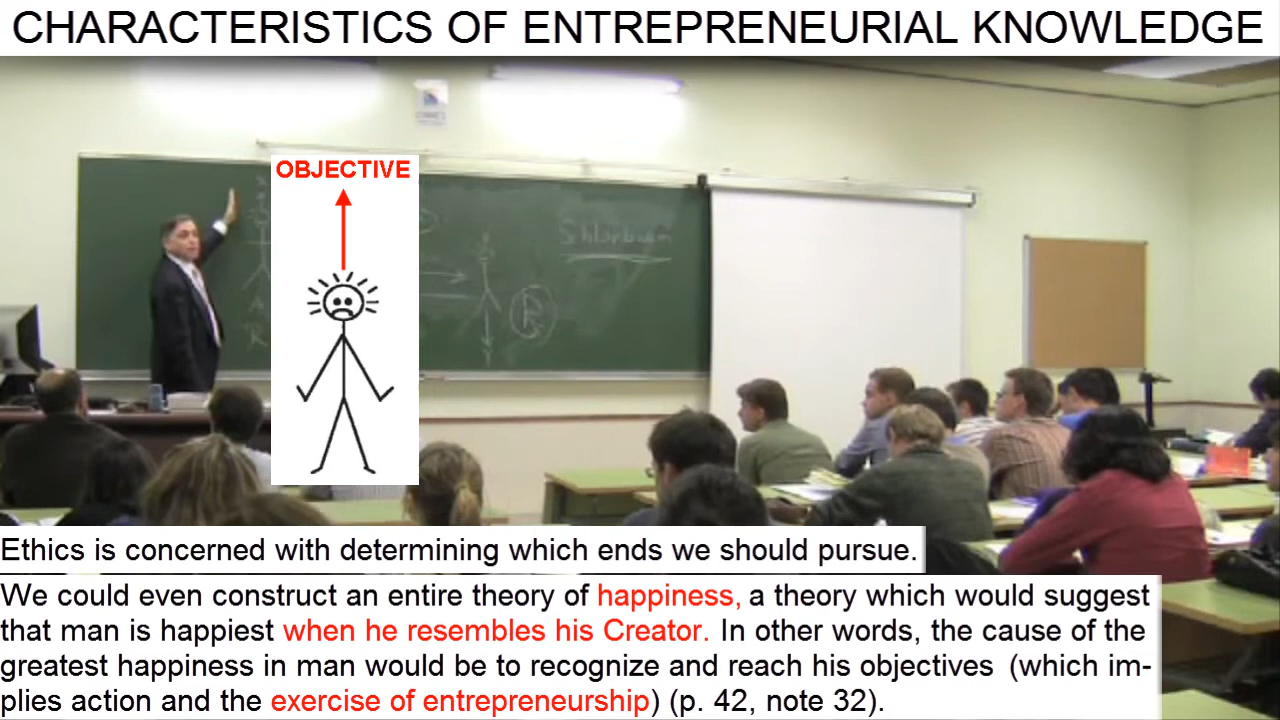 CHARACTERISTICS OF ENTREPRENEURIAL KNOWLEDGE
OBJECTIVE
Ethics is concerned with determining which ends we should pursue.
We could even construct an entire theory of happiness, a theory which would suggest
that man is happiest when he resembles his Creator. In other words, the cause of the
greatest happiness in man would be to recognize and reach his objectives (which im-
plies action and the exercise of entrepreneurship) (p. 42, note 32).